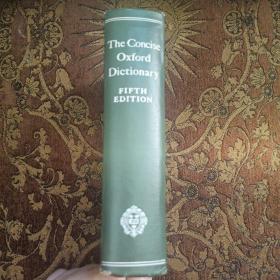 The Concise
Oxford
Dictionary
FIFTH
EDITION